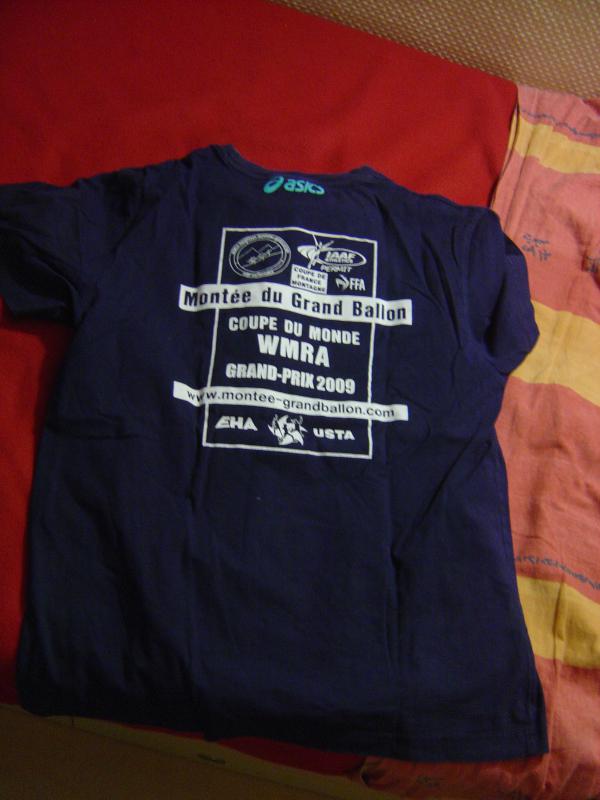 asics
IAAF
ATHLETICS
PERMIT
COUPE DE
FRANCE
MONTAGNE
FFA
Montée du Grand Ballon
COUPE DU MONDE
WMRA
GRAND-PRIX 2009
www.montee-grandballon.com
EHA USTA